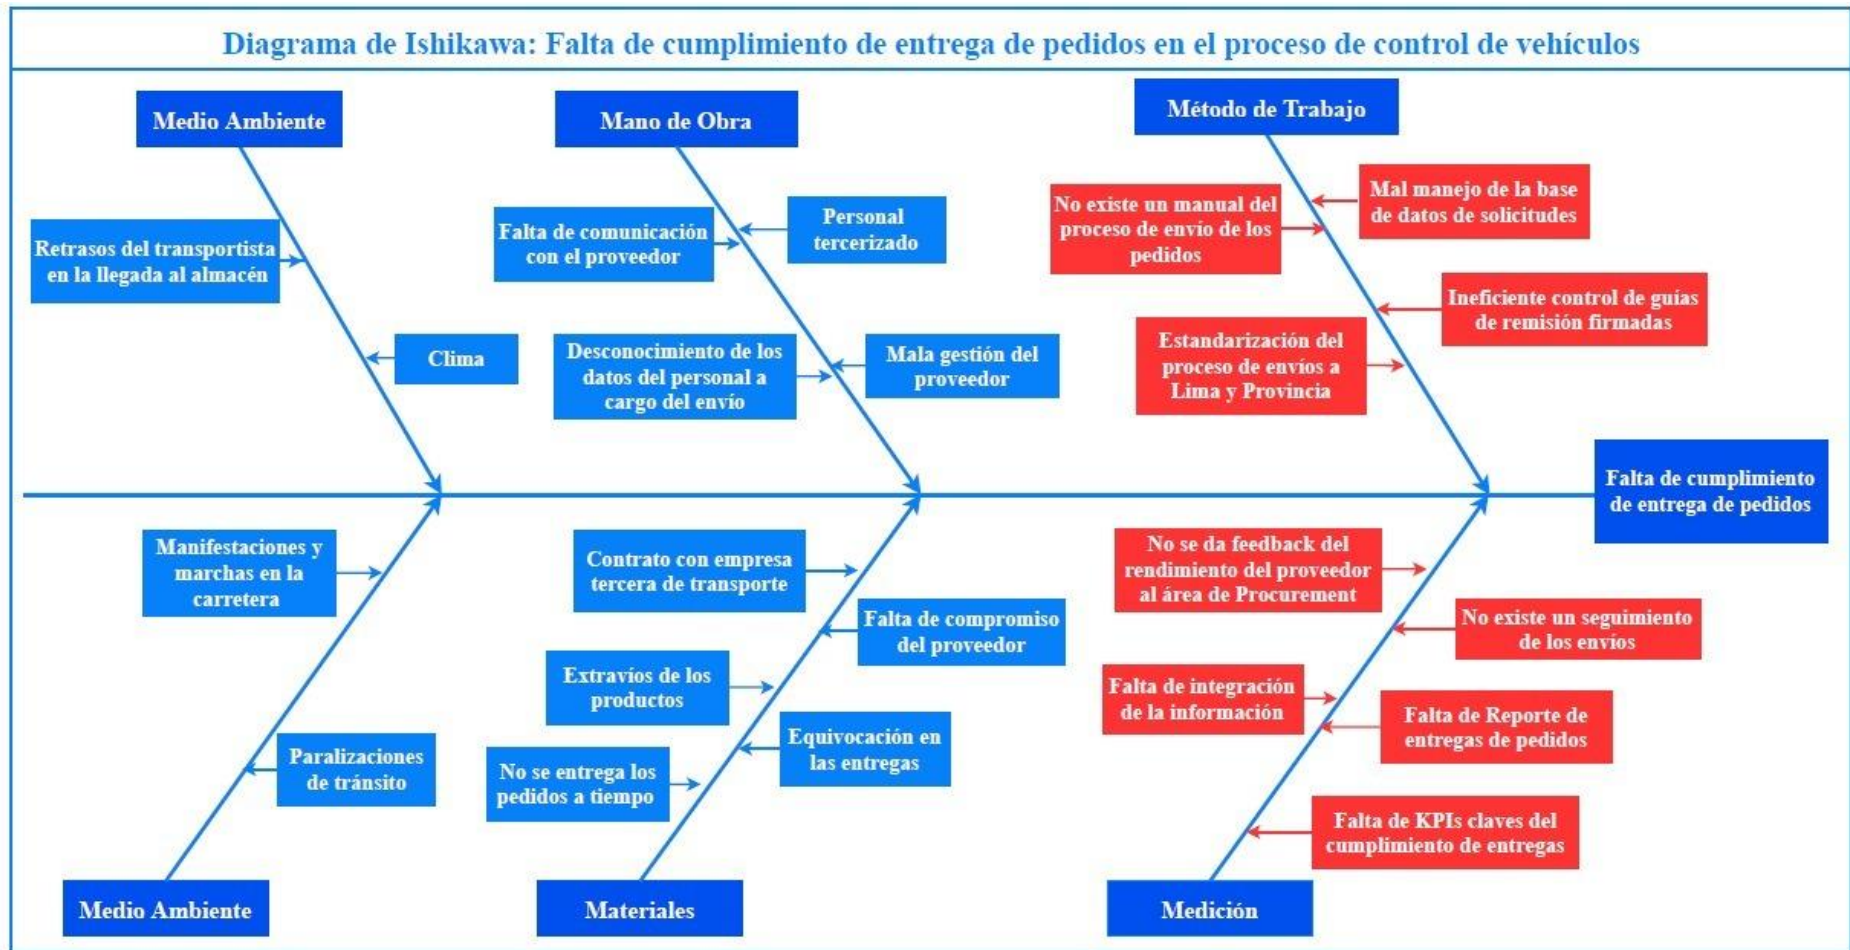 Diagrama de Ishikawa: Falta de cumplimiento de entrega de pedidos en el proceso de control de vehículos
Medio Ambiente
Mano de Obra
Método de Trabajo
Retrasos del transportista
en la llegada al almacén
Clima
Falta de comunicación
con el proveedor
Personal
tercerizado
Desconocimiento de los
datos del personal a
cargo del envío
Mala gestión del
proveedor
No existe un manual del
proceso de envío de los
pedidos
Mal manejo de la base
de datos de solicitudes
Ineficiente control de guías
de remisión firmadas
Estandarización del
proceso de envíos a
Lima y Provincia
Falta de cumplimiento
de entrega de pedidos
Manifestaciones y
marchas en la
carretera
Paralizaciones
de tránsito
Contrato con empresa
tercera de transporte
Falta de compromiso
del proveedor
Extravíos de los
productos
Equivocación en
las entregas
No se entrega los
pedidos a tiempo
No se da feedback del
rendimiento del proveedor
al área de Procurement
No existe un seguimiento
de los envíos
Falta de integración
de la información
Falta de Reporte de
entregas de pedidos
Falta de KPIs claves del
cumplimiento de entregas
Medio Ambiente
Materiales
Medición